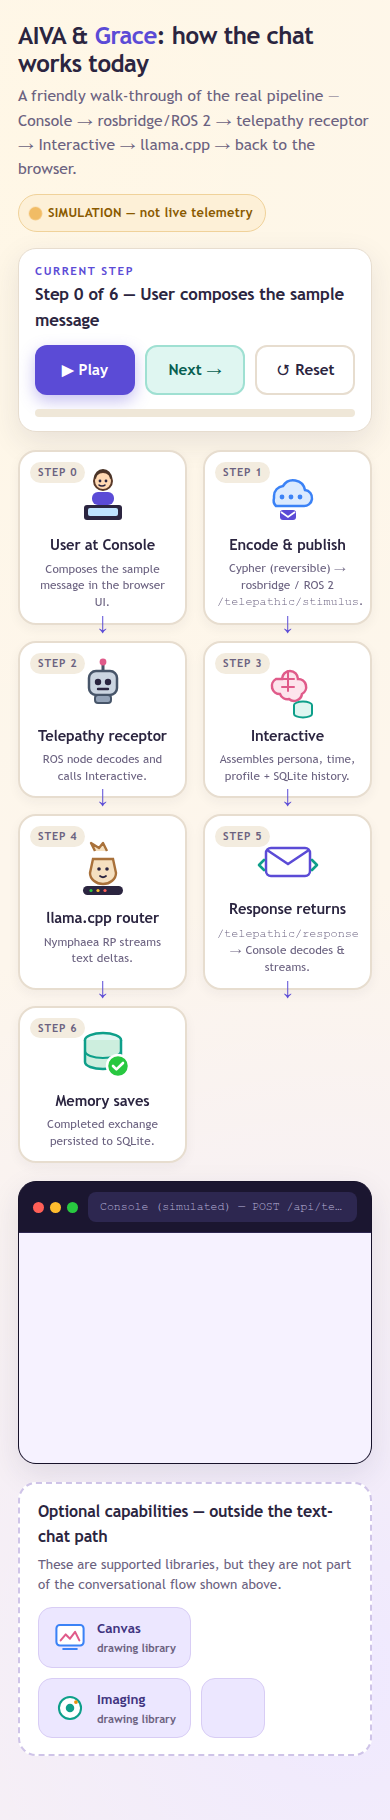 AIVA & Grace: how the chat
works today
A friendly walk-through of the real pipeline —
Console → rosbridge/ROS 2 → telepathy receptor
→ Interactive → llama.cpp → back to the
browser.
SIMULATION — not live telemetry
CURRENT STEP
Step 0 of 6 — User composes the sample
message
▶ Play
Next →
↺ Reset
STEP 0
User at Console
Composes the sample
message in the browser
UI.
↓
STEP 1
Encode & publish
Cypher (reversible) →
rosbridge / ROS 2
/telepathic/stimulus.
↓
STEP 2
Telepathy receptor
ROS node decodes and
calls Interactive.
↓
STEP 3
Interactive
Assembles persona, time,
profile + SQLite history.
↓
STEP 4
llama.cpp router
Nymphaea RP streams
text deltas.
↓
STEP 5
Response returns
/telepathic/response
→ Console decodes &
streams.
↓
STEP 6
Memory saves
Completed exchange
persisted to SQLite.
Console (simulated) — POST /api/te…
Optional capabilities — outside the text-
chat path
These are supported libraries, but they are not part
of the conversational flow shown above.
Canvas
drawing library
Imaging
drawing library